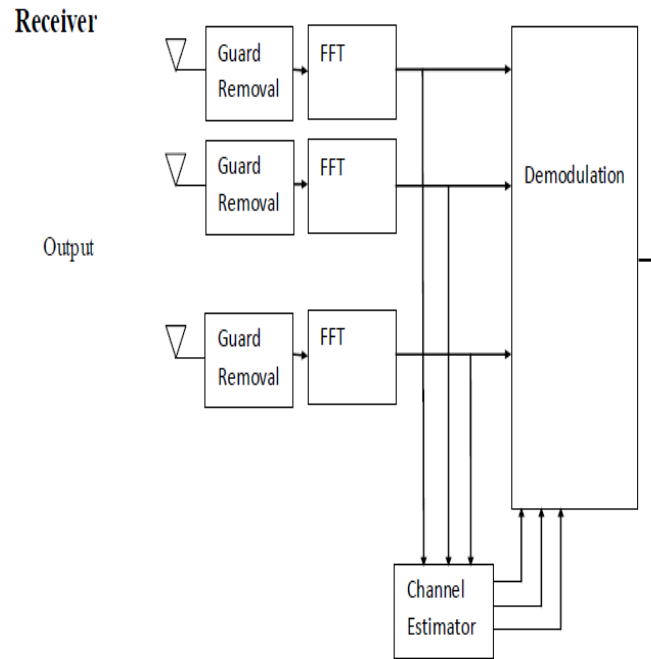 Receiver
Guard
Removal
FFT
Guard
Removal
FFT
Demodulation
Output
Guard
Removal
FFT
Channel
Estimator